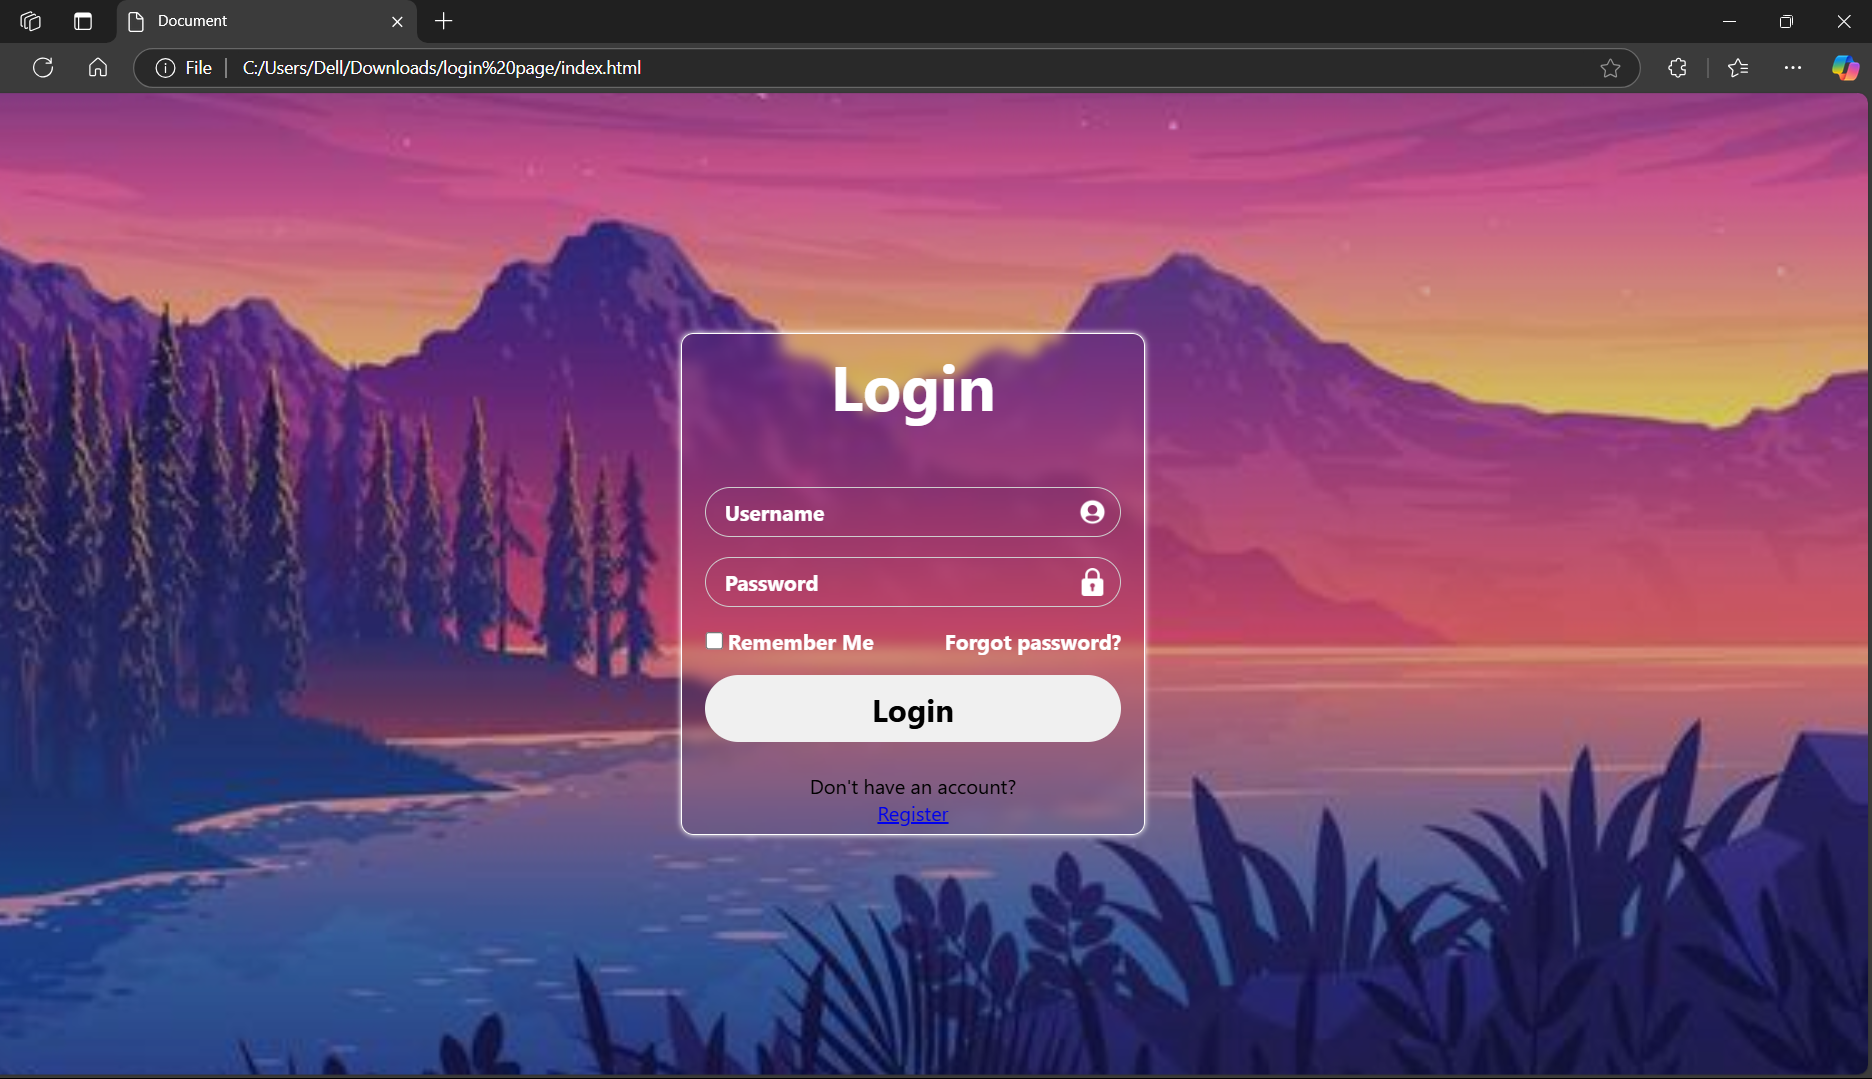 Document
File
C:/Users/Dell/Downloads/login%20page/index.html
Login
Username
Password
Remember Me
Forgot password?
Login
Don't have an account?
Register